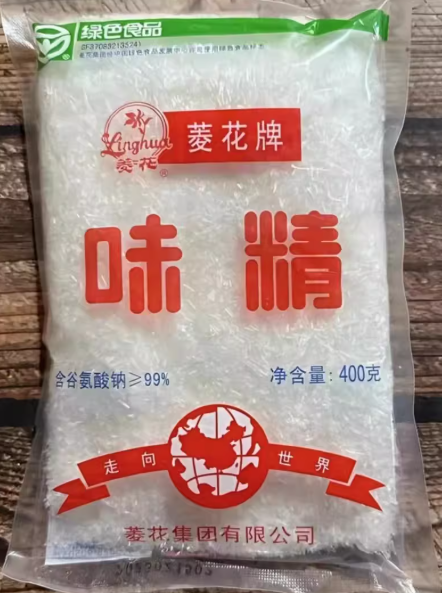 绿色食品
Linghua
菱花
®
菱花牌
味精
含谷氨酸钠≥99%
净含量: 400克
走向世界
菱花集团有限公司